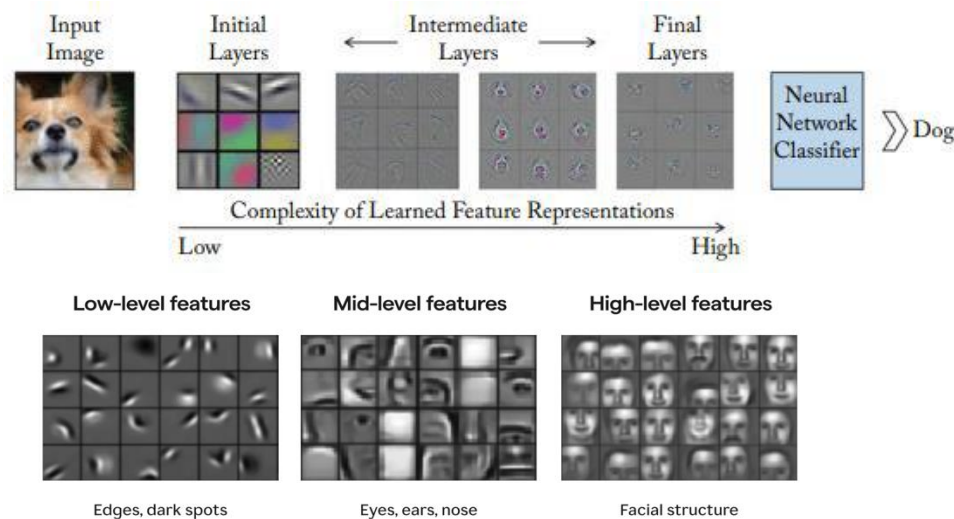 Input
Image
Initial
Layers
Intermediate
Layers
Final
Layers
Neural
Network
Classifier
Dog
Complexity of Learned Feature Representations
Low
High
Low-level features
Mid-level features
High-level features
Edges, dark spots
Eyes, ears, nose
Facial structure